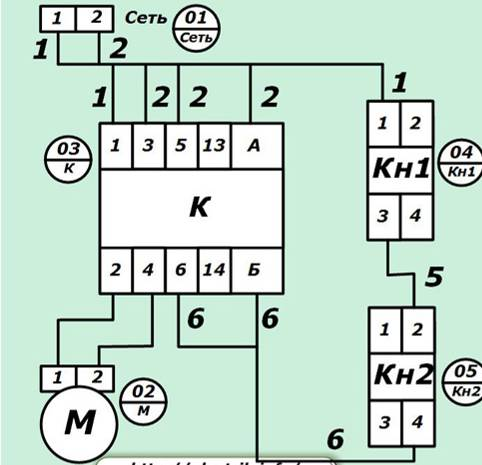 1 2 Сеть 01
Сеть
1 2
1 2 2 2 1
03
К
1 3 5 13 А
К
2 4 6 14 Б
1 2
Кн1
3 4
04
Кн1
5
6 6
1 2
Кн2
3 4
05
Кн2
1 2
М
02
М
6